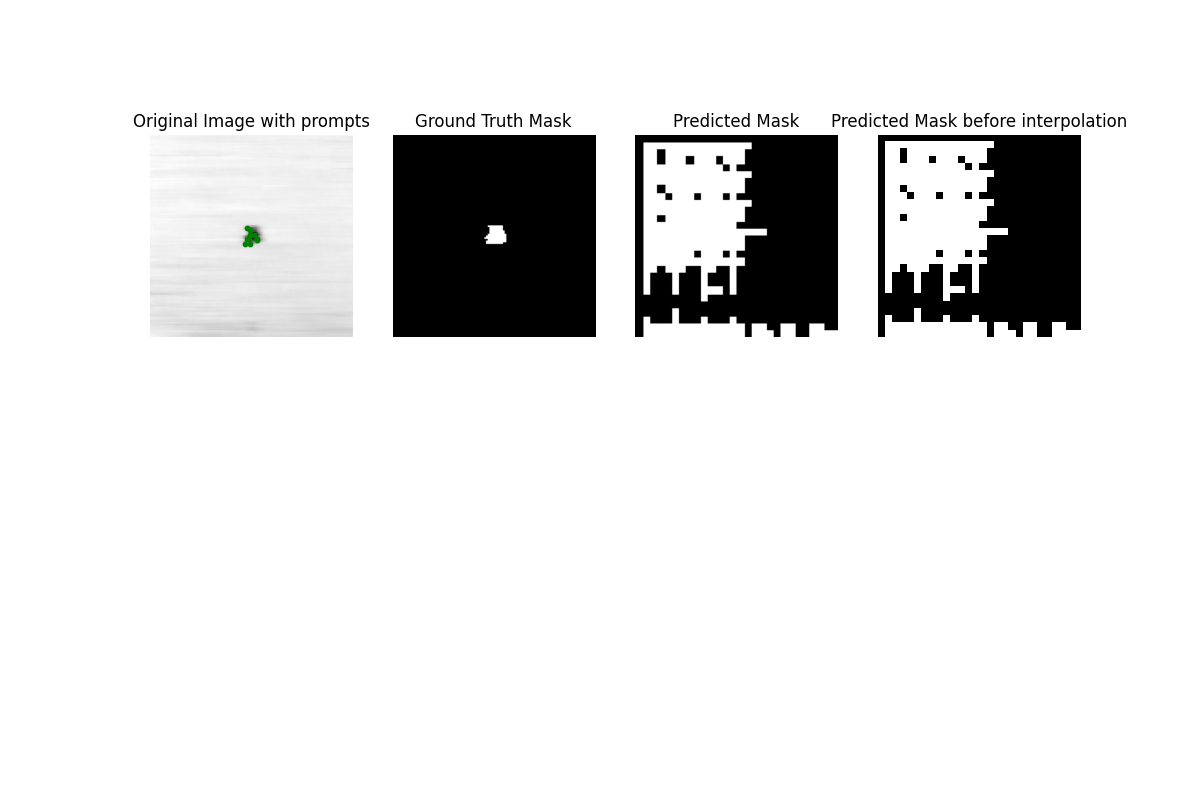 Original Image with prompts
Ground Truth Mask
Predicted Mask
Predicted Mask before interpolation